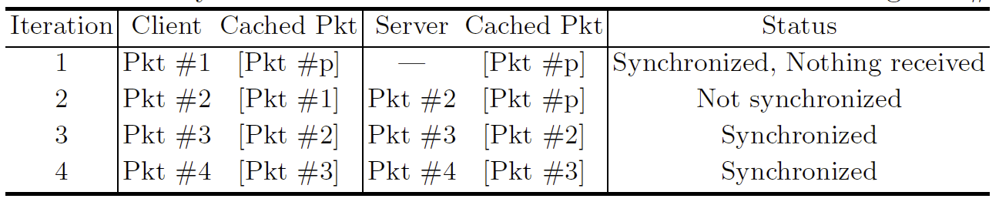 Iteration Client Cached Pkt Server Cached Pkt Status
1 Pkt #1 [Pkt #p] — [Pkt #p] Synchronized, Nothing received
2 Pkt #2 [Pkt #1] Pkt #2 [Pkt #p] Not synchronized
3 Pkt #3 [Pkt #2] Pkt #3 [Pkt #2] Synchronized
4 Pkt #4 [Pkt #3] Pkt #4 [Pkt #3] Synchronized